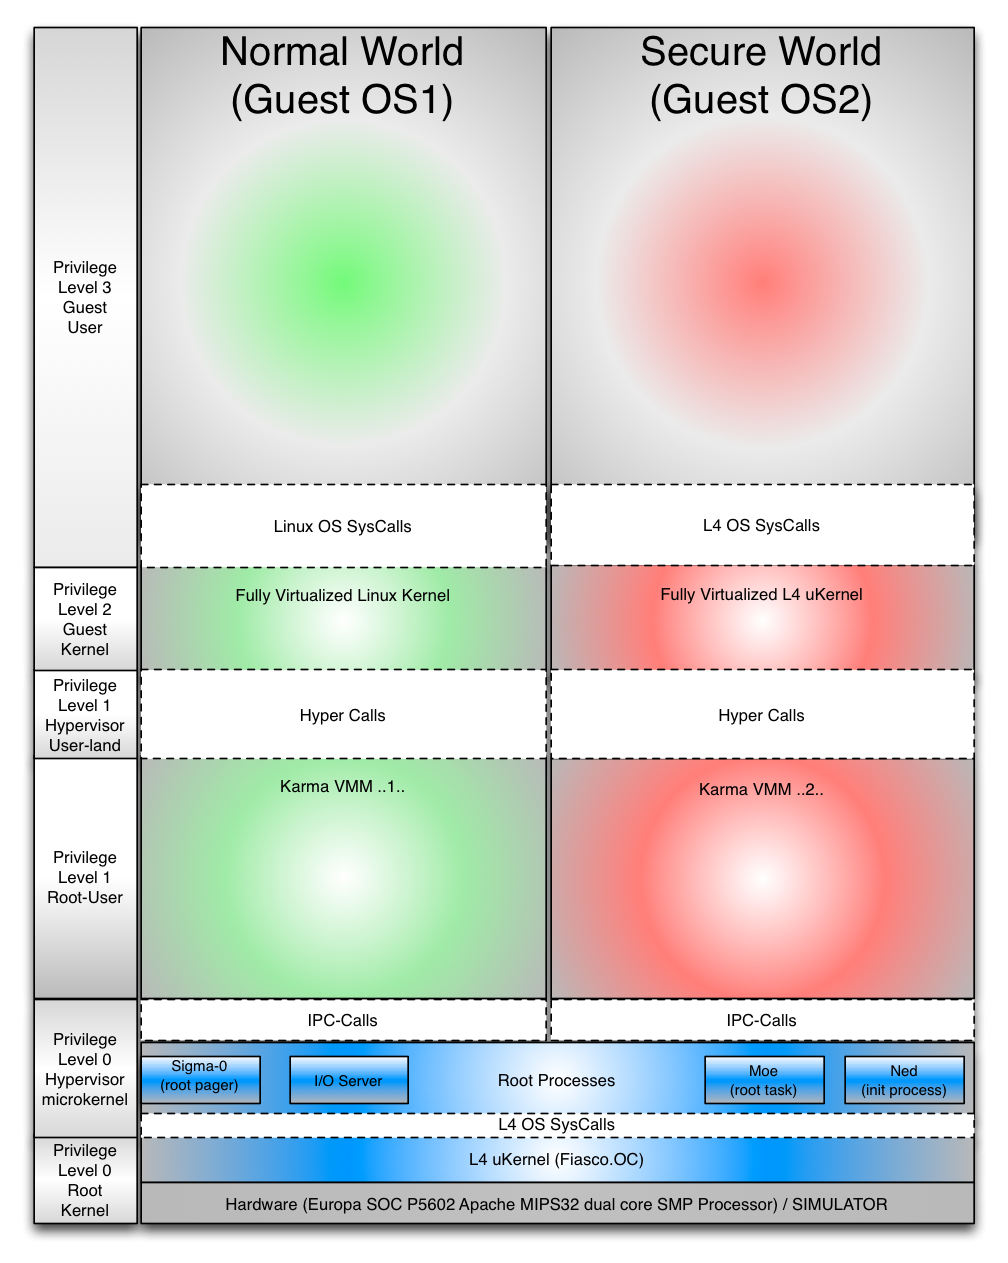 Normal World
(Guest OS1)
Secure World
(Guest OS2)
Privilege
Level 3
Guest
User
Linux OS SysCalls
L4 OS SysCalls
Privilege
Level 2
Guest
Kernel
Fully Virtualized Linux Kernel
Fully Virtualized L4 uKernel
Privilege
Level 1
Hypervisor
User-land
Hyper Calls
Hyper Calls
Privilege
Level 1
Root-User
Karma VMM ..1..
Karma VMM ..2..
Privilege
Level 0
Hypervisor
microkernel
IPC-Calls
IPC-Calls
Sigma-0
(root pager)
I/O Server
Root Processes
Moe
(root task)
Ned
(init process)
L4 OS SysCalls
Privilege
Level 0
Root
Kernel
L4 uKernel (Fiasco.OC)
Hardware (Europa SOC P5602 Apache MIPS32 dual core SMP Processor) / SIMULATOR